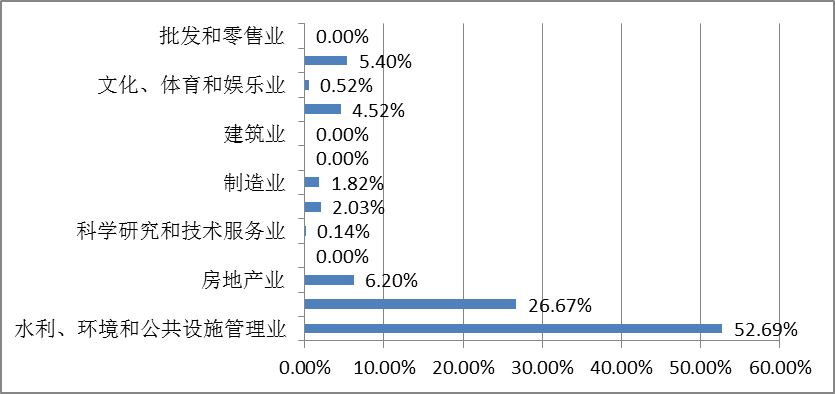 批发和零售业 0.00%
5.40%
文化、体育和娱乐业 0.52%
4.52%
建筑业 0.00%
0.00%
制造业 1.82%
2.03%
科学研究和技术服务业 0.14%
0.00%
房地产业 6.20%
26.67%
水利、环境和公共设施管理业 52.69%
0.00% 10.00% 20.00% 30.00% 40.00% 50.00% 60.00%